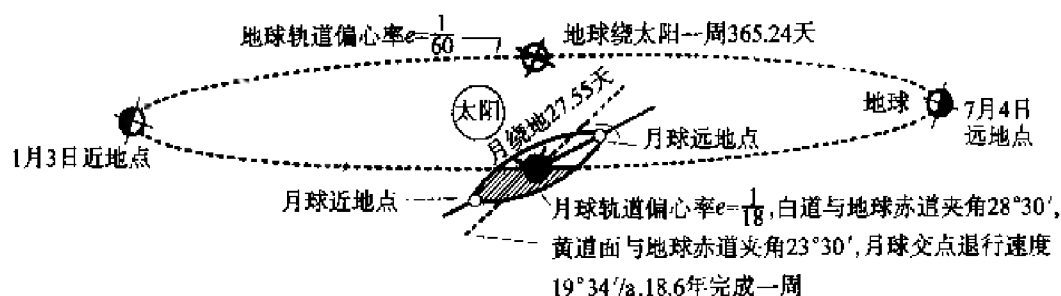 地球轨道偏心率e=1/60
地球绕太阳一周365.24天
太阳
月绕地27.55天
地球
7月4日
远地点
1月3日近地点
月球远地点
月球近地点
月球轨道偏心率e=1/18,白道与地球赤道夹角28°30′,
黄道面与地球赤道夹角23°30′,月球交点退行速度
19°34′/a,18.6年完成一周